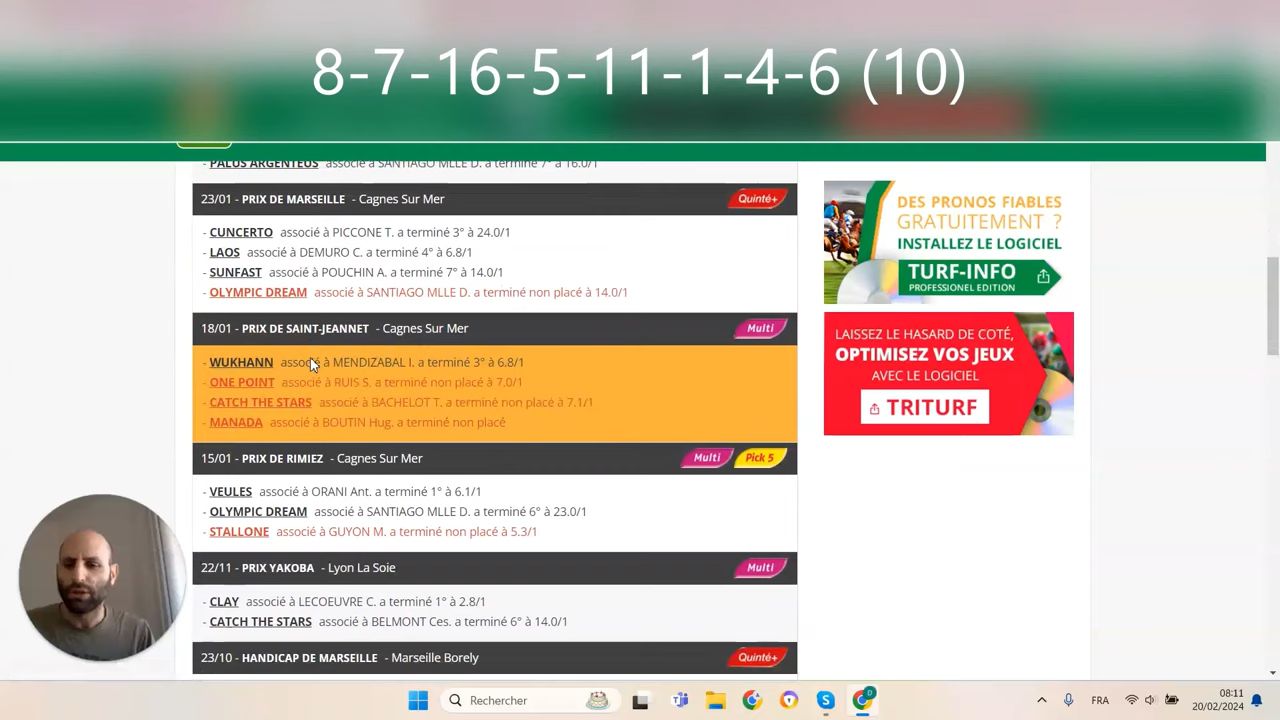 8-7-16-5-11-1-4-6 (10)
- PALUS ARGENTEUS associé à SANTIAGO MLLE D. a terminé 7° à 16.0/1
23/01 - PRIX DE MARSEILLE - Cagnes Sur Mer Quinté+
- CUNCERTO associé à PICCONE T. a terminé 3° à 24.0/1
- LAOS associé à DEMURO C. a terminé 4° à 6.8/1
- SUNFAST associé à POUCHIN A. a terminé 7° à 14.0/1
- OLYMPIC DREAM associé à SANTIAGO MLLE D. a terminé non placé à 14.0/1
18/01 - PRIX DE SAINT-JEANNET - Cagnes Sur Mer Multi
- WUKHANN associé à MENDIZABAL I. a terminé 3° à 6.8/1
- ONE POINT associé à RUIS S. a terminé non placé à 7.0/1
- CATCH THE STARS associé à BACHELOT T. a terminé non placé à 7.1/1
- MANADA associé à BOUTIN Hug. a terminé non placé
15/01 - PRIX DE RIMIEZ - Cagnes Sur Mer Multi Pick 5
- VEULES associé à ORANI Ant. a terminé 1° à 6.1/1
- OLYMPIC DREAM associé à SANTIAGO MLLE D. a terminé 6° à 23.0/1
- STALLONE associé à GUYON M. a terminé non placé à 5.3/1
22/11 - PRIX YAKOBA - Lyon La Soie Multi
- CLAY associé à LECOEUVRE C. a terminé 1° à 2.8/1
- CATCH THE STARS associé à BELMONT Ces. a terminé 6° à 14.0/1
23/10 - HANDICAP DE MARSEILLE - Marseille Borely Quinté+
DES PRONOS FIABLES
GRATUITEMENT ?
INSTALLEZ LE LOGICIEL
TURF-INFO
PROFESSIONEL EDITION
LAISSEZ LE HASARD DE COTÉ,
OPTIMISEZ VOS JEUX
AVEC LE LOGICIEL
TRITURF
Rechercher
FRA
08:11
20/02/2024